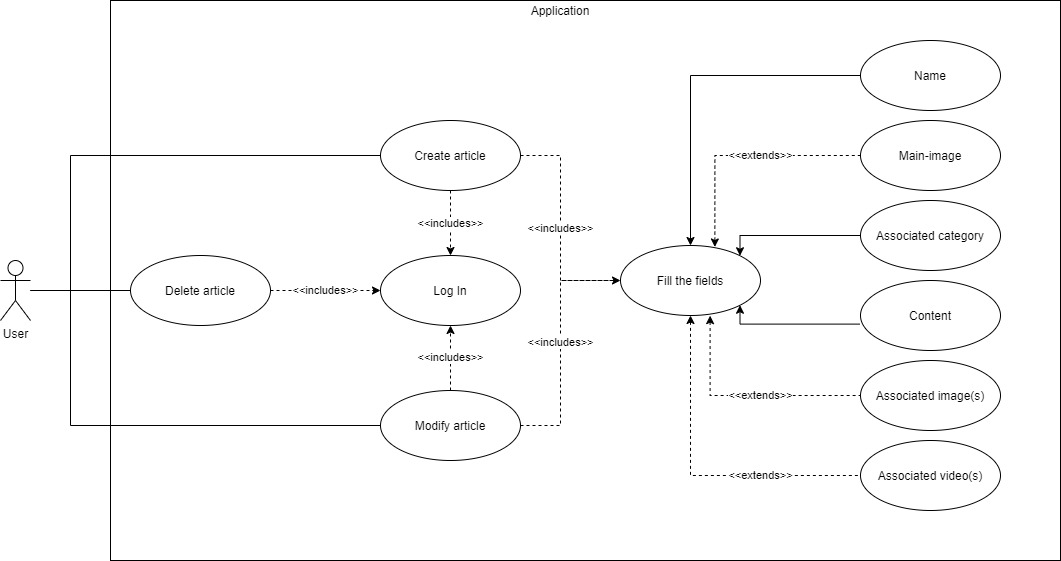 Application
Name
Create article
<<extends>>
Main-image
<<includes>>
<<includes>>
Associated category
User
Delete article
<<includes>>
Log In
Fill the fields
Content
<<includes>>
<<includes>>
Modify article
<<extends>>
Associated image(s)
<<extends>>
Associated video(s)